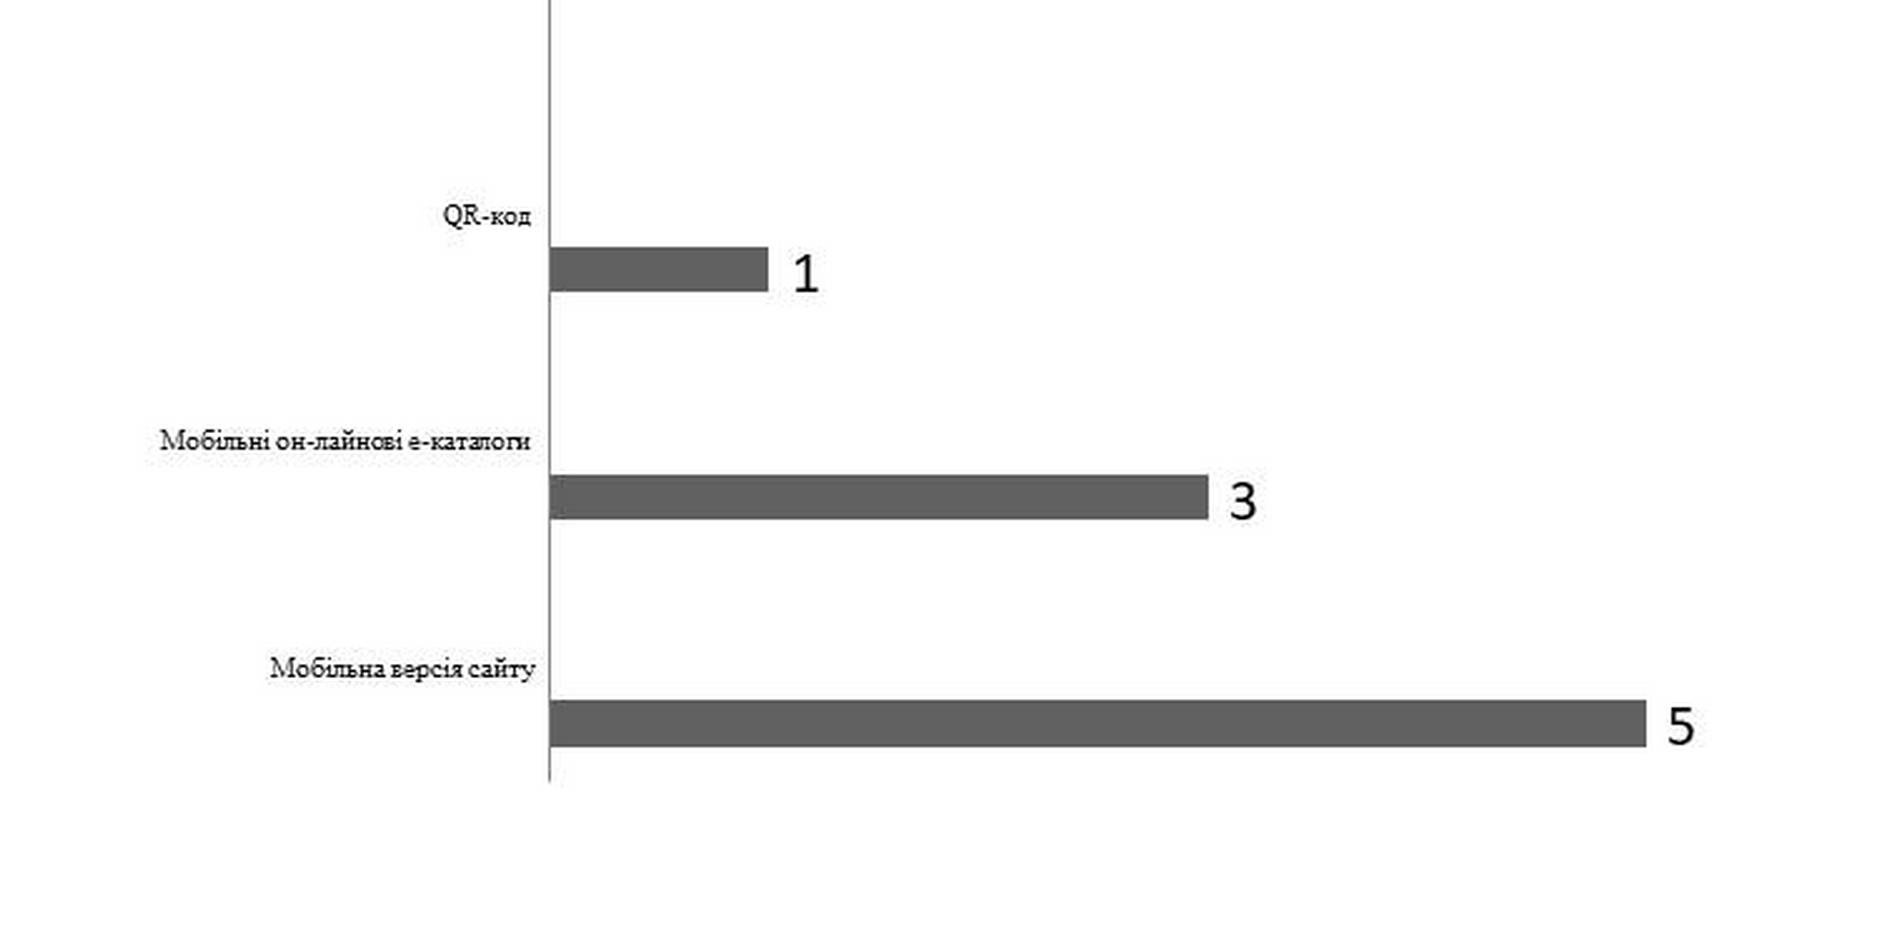 QR-код
1
Мобільні он-лайнові е-каталоги
3
Мобільна версія сайту
5